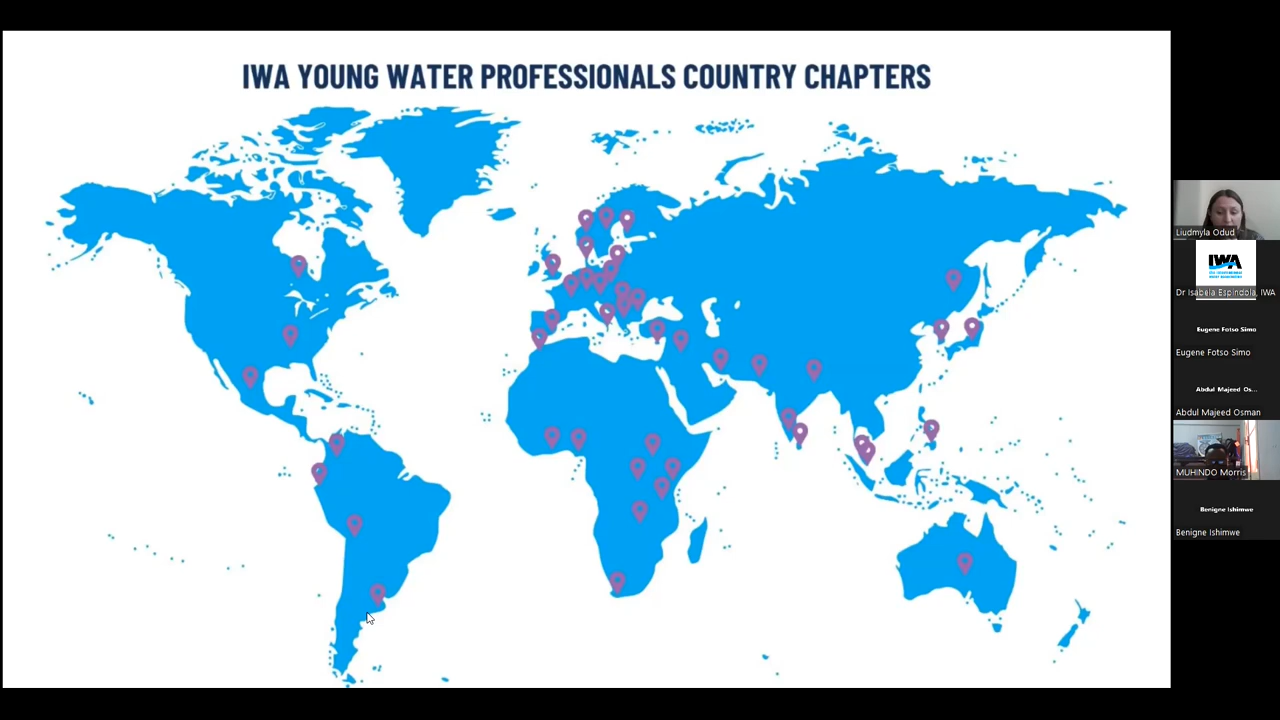 IWA YOUNG WATER PROFESSIONALS COUNTRY CHAPTERS
Liudmyla Odud
IWA
Dr Isabela Espindola, IWA
Eugene Fotso Simo
Eugene Fotso Simo
Abdul Majeed Os...
Abdul Majeed Osman
MUHINDO Morris
Benigne Ishimwe
Benigne Ishimwe